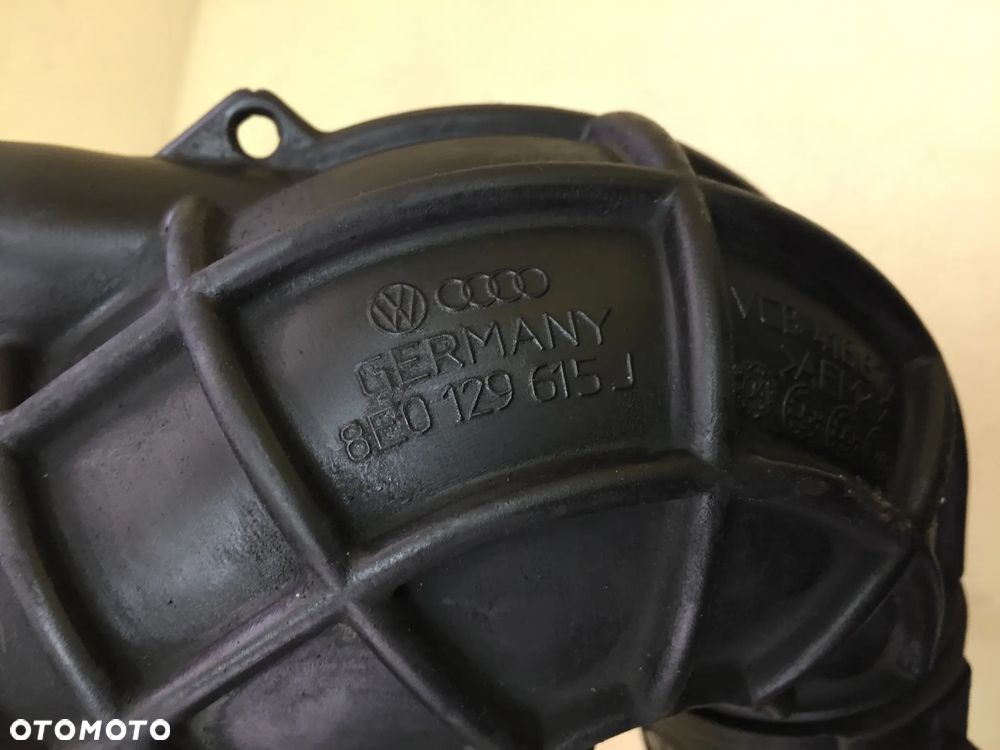 GERMANY
8E0 129 615 J
OTOMOTO